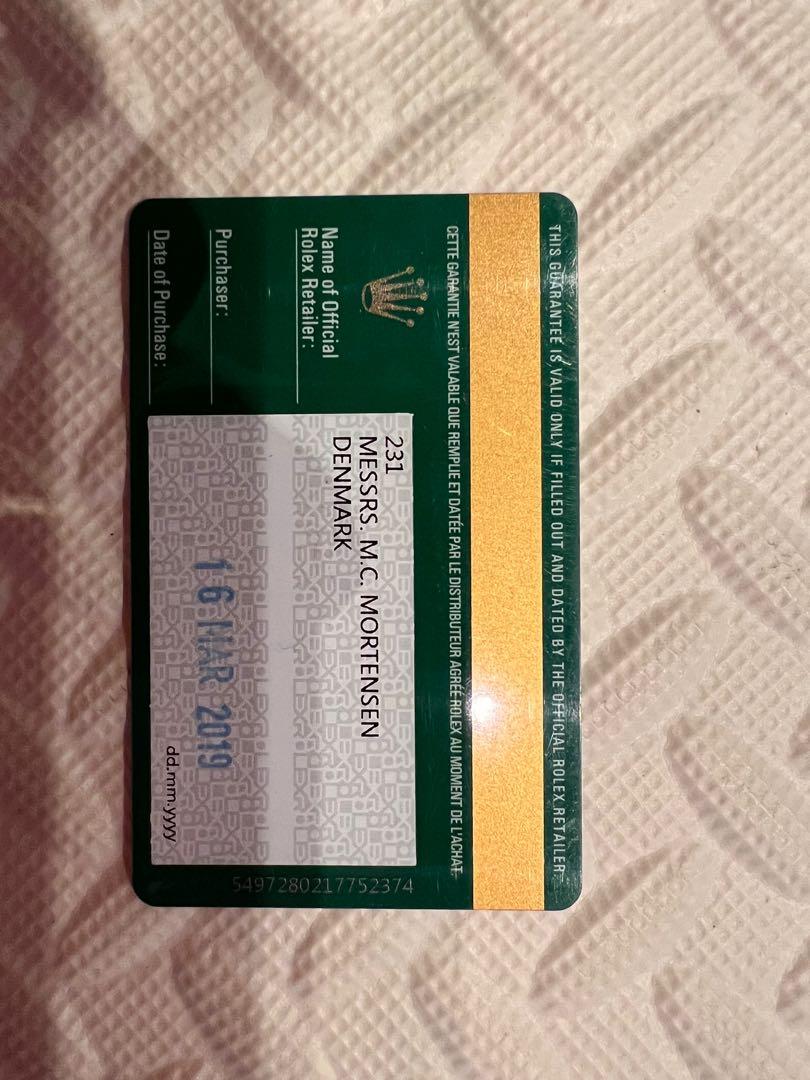 THIS GUARANTEE IS VALID ONLY IF FILLED OUT AND DATED BY THE OFFICIAL ROLEX RETAILER.
CETTE GARANTIE N'EST VALABLE QUE REMPLIE ET DATÉE PAR LE DISTRIBUTEUR AGRÉÉ ROLEX AU MOMENT DE L'ACHAT.
Name of Official
Rolex Retailer:
231
MESSRS. M.C. MORTENSEN
DENMARK
Purchaser:
Date of Purchase:
16 MAR 2019
dd.mm.yyyy
5497280217752374